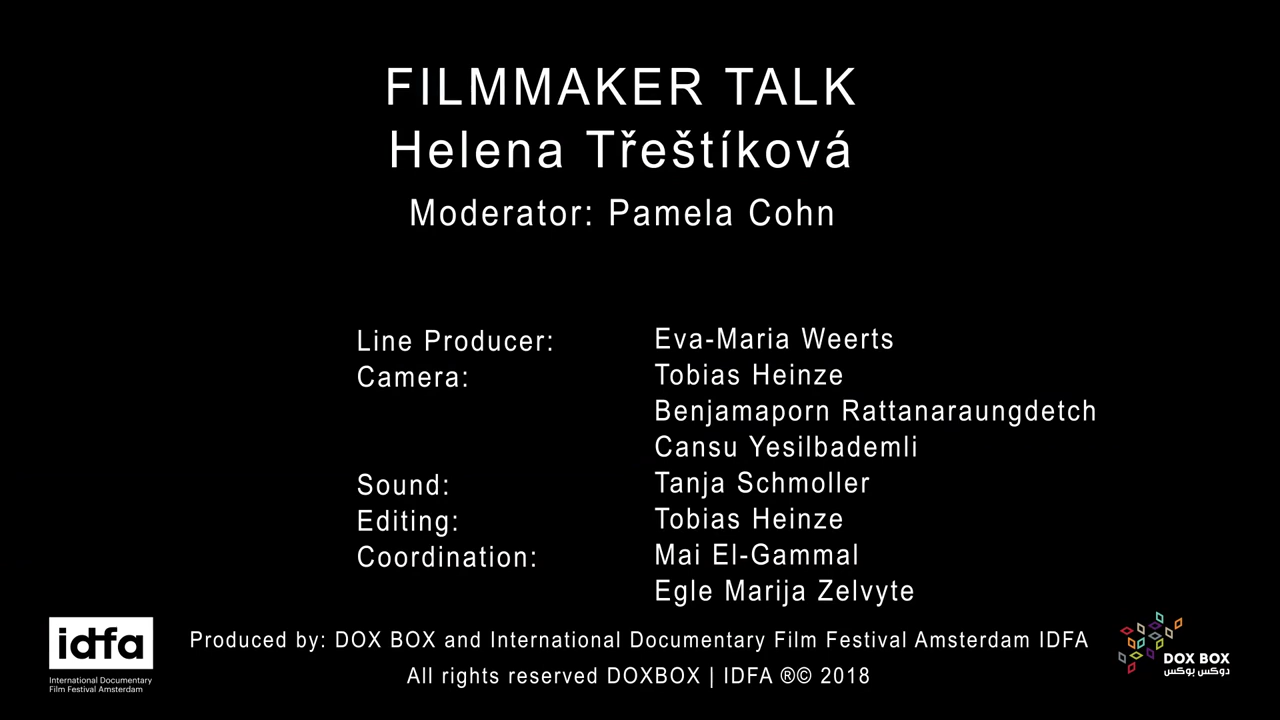 FILMMAKER TALK
Helena Třeštíková
Moderator: Pamela Cohn
Line Producer: Eva-Maria Weerts
Camera: Tobias Heinze
Benjamaporn Rattanaraungdetch
Cansu Yesilbademli
Sound: Tanja Schmoller
Editing: Tobias Heinze
Coordination: Mai El-Gammal
Egle Marija Zelvyte
idfa
International Documentary
Film Festival Amsterdam
Produced by: DOX BOX and International Documentary Film Festival Amsterdam IDFA
All rights reserved DOXBOX | IDFA ®© 2018
DOX BOX
دوكس بوكس